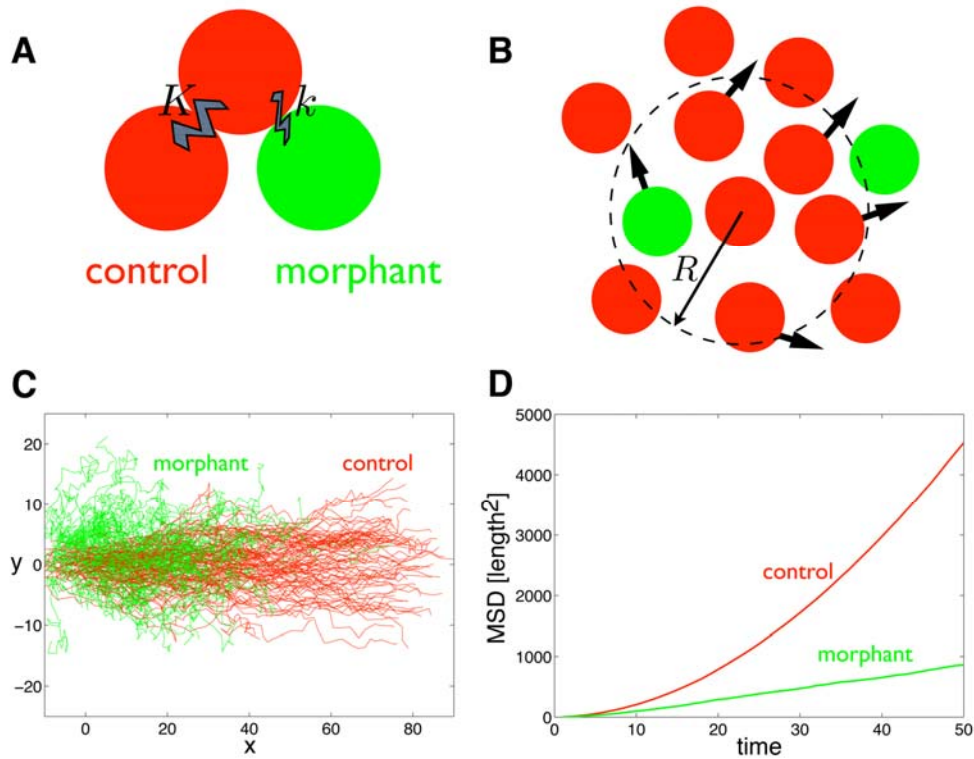 A
K
k
control
morphant
B
R
C
morphant
control
y
20
10
0
−10
−20
0
20
40
60
80
x
D
MSD [length2]
5000
4000
3000
2000
1000
0
control
morphant
0
10
20
30
40
50
time